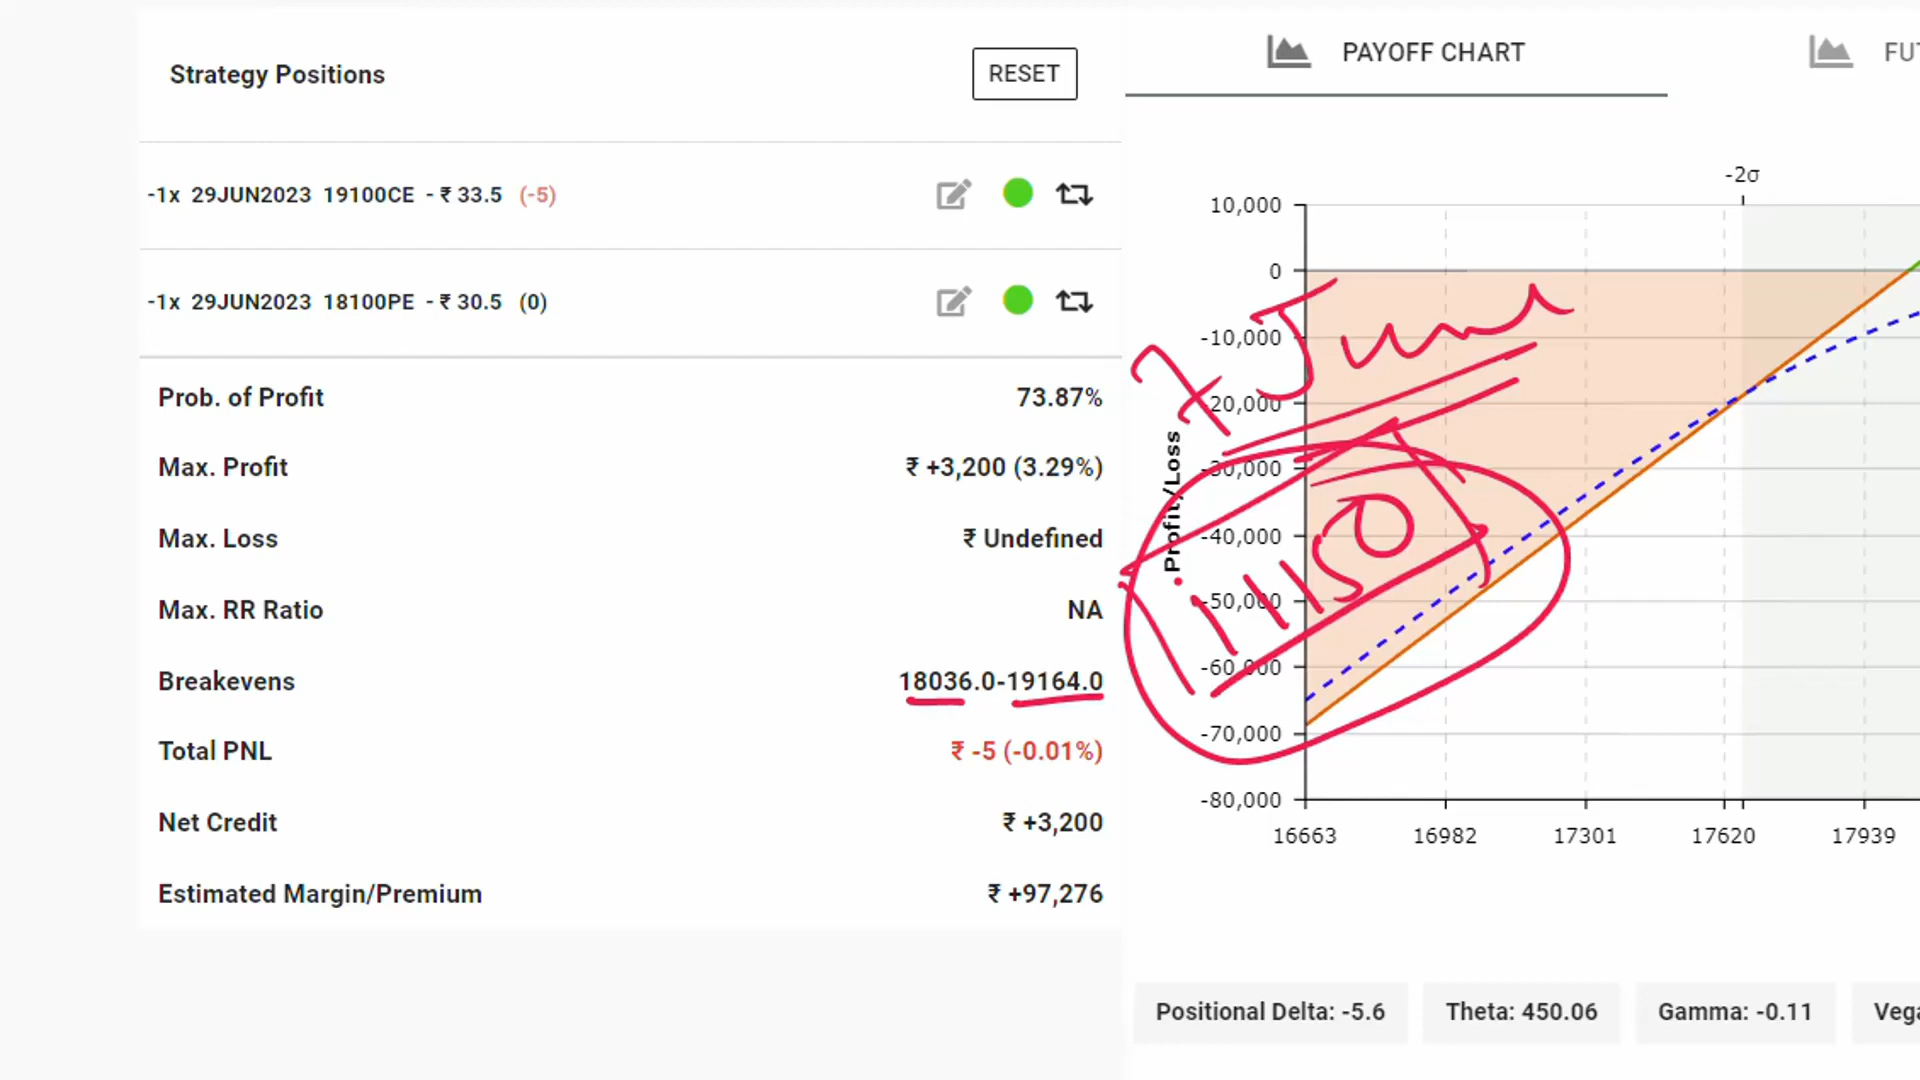 Strategy Positions
RESET
-1x 29JUN2023 19100CE - ₹ 33.5 (-5)
-1x 29JUN2023 18100PE - ₹ 30.5 (0)
Prob. of Profit 73.87%
Max. Profit ₹ +3,200 (3.29%)
Max. Loss ₹ Undefined
Max. RR Ratio NA
Breakevens 18036.0-19164.0
Total PNL ₹ -5 (-0.01%)
Net Credit ₹ +3,200
Estimated Margin/Premium ₹ +97,276
PAYOFF CHART
-2σ
10,000
0
-10,000
-20,000
-30,000
-40,000
-50,000
-60,000
-70,000
-80,000
Profit/Loss
16663 16982 17301 17620 17939
Positional Delta: -5.6
Theta: 450.06
Gamma: -0.11